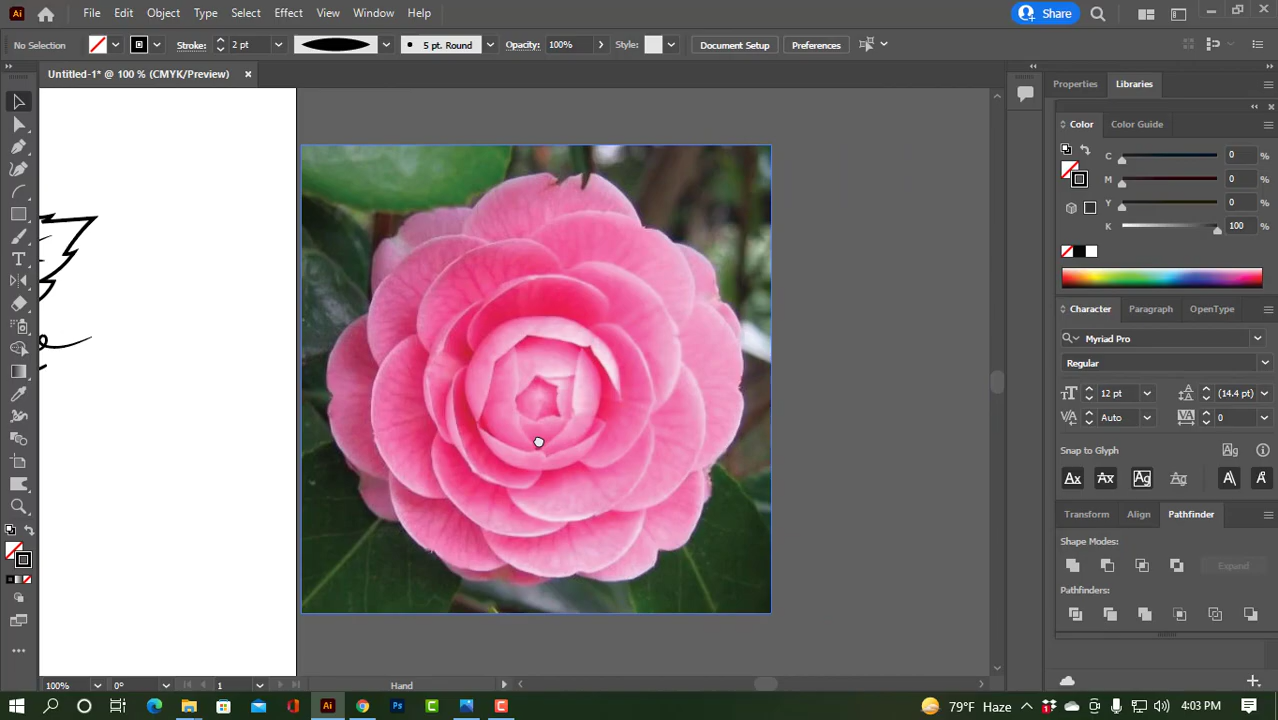 Ai File Edit Object Type Select Effect View Window Help Share
No Selection Stroke: 2 pt 5 pt. Round Opacity: 100% Style: Document Setup Preferences
Untitled-1* @ 100 % (CMYK/Preview)
Properties Libraries
Color Color Guide
C 0 %
M 0 %
Y 0 %
K 100 %
Character Paragraph OpenType
Myriad Pro
Regular
12 pt (14.4 pt)
Auto 0
Snap to Glyph
Transform Align Pathfinder
Shape Modes:
Expand
Pathfinders:
100% 0° 1 Hand
79°F Haze 4:03 PM